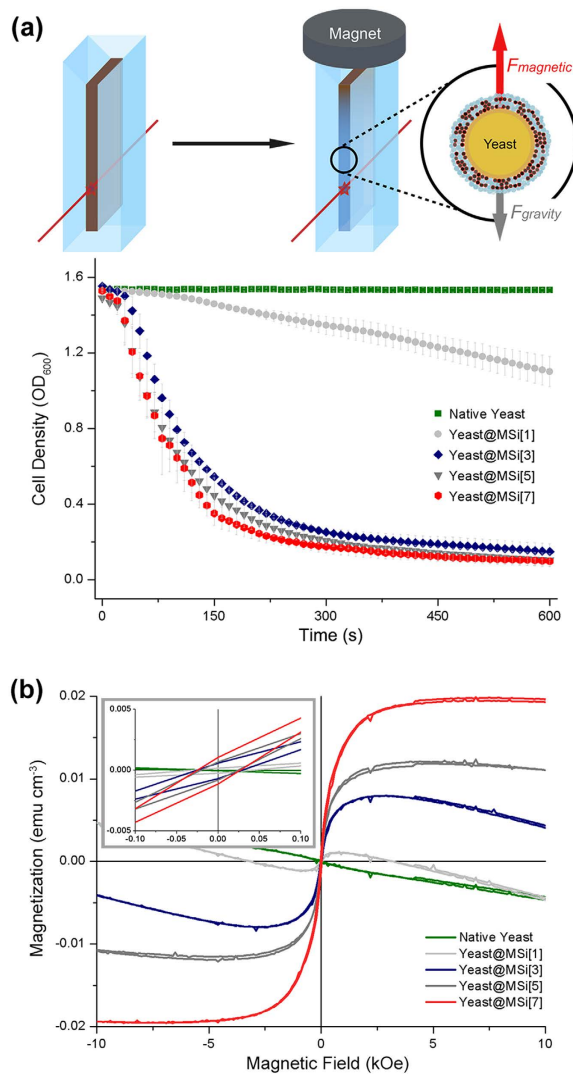 (a)
Magnet
Fmagnetic
Yeast
Fgravity
1.6
1.2
0.8
0.4
0.0
Cell Density (OD600)
Native Yeast
Yeast@MSi[1]
Yeast@MSi[3]
Yeast@MSi[5]
Yeast@MSi[7]
0 150 300 450 600
Time (s)
(b)
0.02
0.01
0.00
-0.01
-0.02
Magnetization (emu cm-3)
0.005
0.000
-0.005
-0.10 -0.05 0.00 0.05 0.10
Native Yeast
Yeast@MSi[1]
Yeast@MSi[3]
Yeast@MSi[5]
Yeast@MSi[7]
-10 -5 0 5 10
Magnetic Field (kOe)